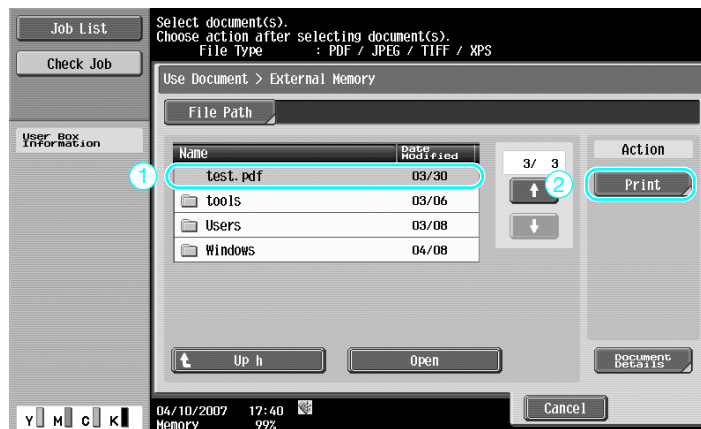 Job List
Check Job
User Box
Information
Select document(s).
Choose action after selecting document(s).
File Type : PDF / JPEG / TIFF / XPS
Use Document > External Memory
File Path
Name Date Modified
3/ 3
Action
1 test.pdf 03/30
2 Print
tools 03/06
Users 03/08
Windows 04/08
Up h
Open
Document
Details
Cancel
04/10/2007 17:40
Memory 99%
Y M C K